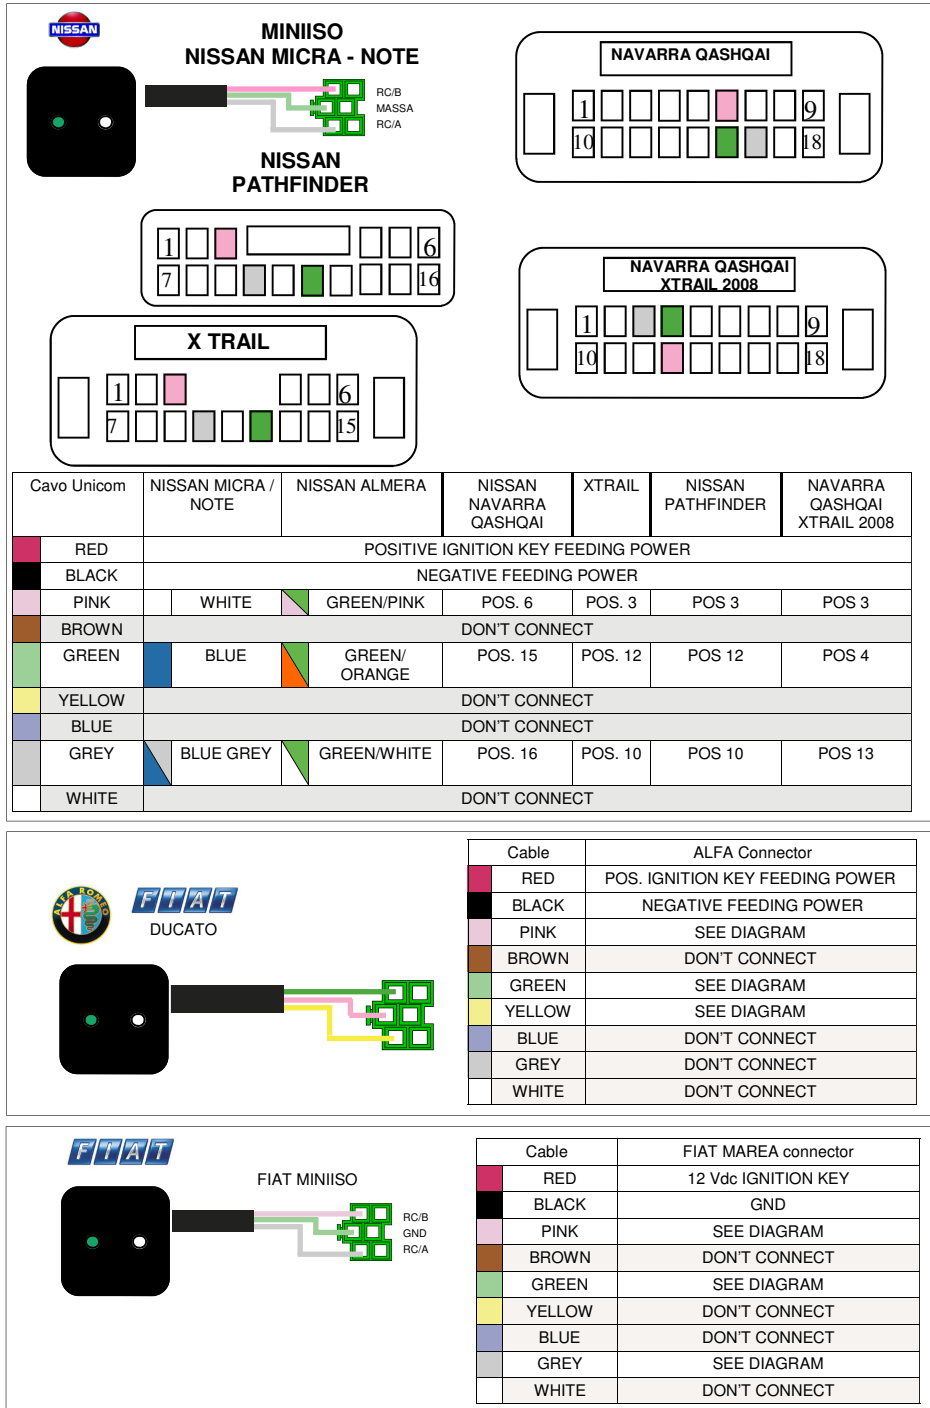 NISSAN
MINIISO
NISSAN MICRA - NOTE
RC/B
MASSA
RC/A
NAVARRA QASHQAI
1
9
10
18
NISSAN
PATHFINDER
1
6
7
16
NAVARRA QASHQAI
XTRAIL 2008
1
9
10
18
X TRAIL
1
6
7
15
Cavo Unicom NISSAN MICRA / NOTE NISSAN ALMERA NISSAN NAVARRA QASHQAI XTRAIL NISSAN PATHFINDER NAVARRA QASHQAI XTRAIL 2008
RED POSITIVE IGNITION KEY FEEDING POWER
BLACK NEGATIVE FEEDING POWER
PINK WHITE GREEN/PINK POS. 6 POS. 3 POS 3 POS 3
BROWN DON'T CONNECT
GREEN BLUE GREEN/ ORANGE POS. 15 POS. 12 POS 12 POS 4
YELLOW DON'T CONNECT
BLUE DON'T CONNECT
GREY BLUE GREY GREEN/WHITE POS. 16 POS. 10 POS 10 POS 13
WHITE DON'T CONNECT
ALFA ROMEO
FIAT
DUCATO
Cable ALFA Connector
RED POS. IGNITION KEY FEEDING POWER
BLACK NEGATIVE FEEDING POWER
PINK SEE DIAGRAM
BROWN DON'T CONNECT
GREEN SEE DIAGRAM
YELLOW SEE DIAGRAM
BLUE DON'T CONNECT
GREY DON'T CONNECT
WHITE DON'T CONNECT
FIAT
FIAT MINIISO
RC/B
GND
RC/A
Cable FIAT MAREA connector
RED 12 Vdc IGNITION KEY
BLACK GND
PINK SEE DIAGRAM
BROWN DON'T CONNECT
GREEN SEE DIAGRAM
YELLOW DON'T CONNECT
BLUE DON'T CONNECT
GREY SEE DIAGRAM
WHITE DON'T CONNECT